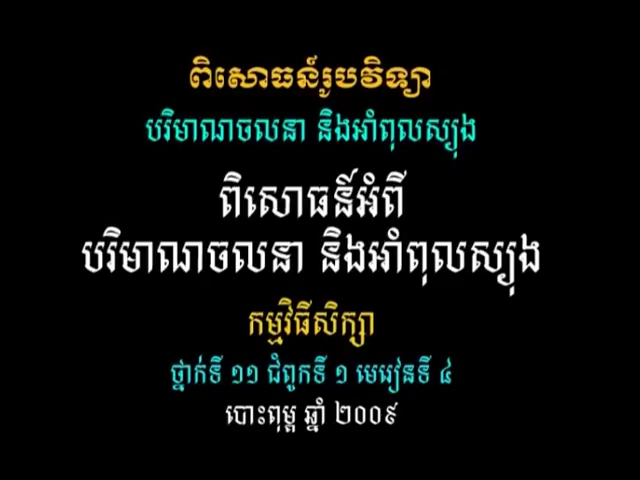 ពិសោធន៍រូបវិទ្យា
បរិមាណចលនា និងអាំពុលស្យុង
ពិសោធន៍អំពី
បរិមាណចលនា និងអាំពុលស្យុង
កម្មវិធីសិក្សា
ថ្នាក់ទី ១១ ជំពូកទី ១ មេរៀនទី ៤
បោះពុម្ព ឆ្នាំ ២០០៩